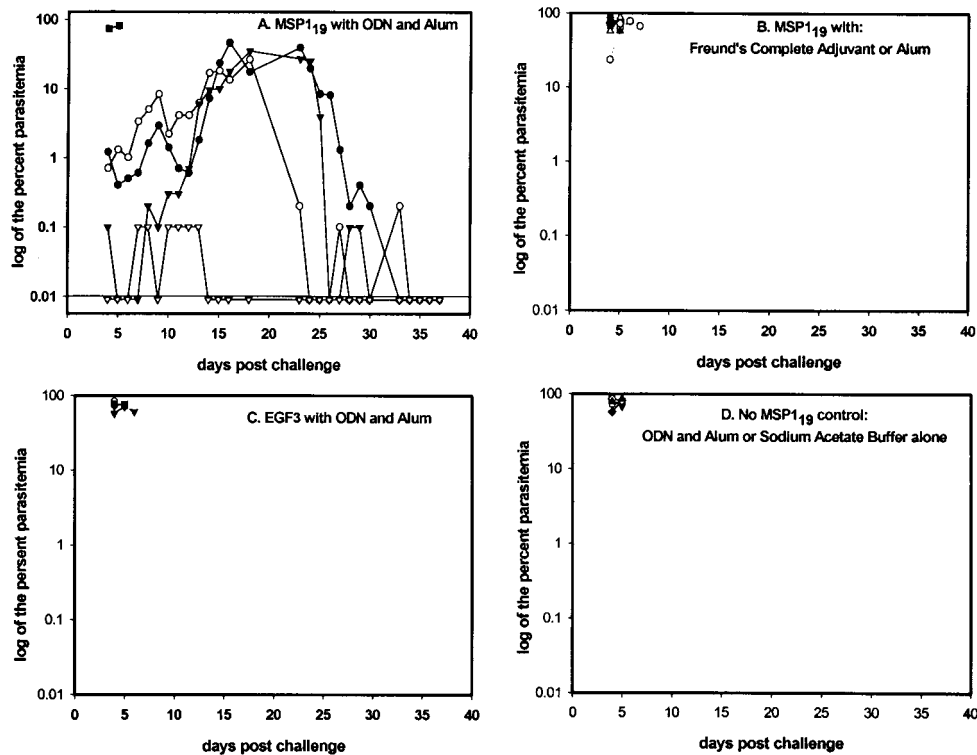 A. MSP1₁₉ with ODN and Alum
log of the percent parasitemia
100
10
1
0.1
0.01
0 5 10 15 20 25 30 35 40
days post challenge
B. MSP1₁₉ with:
Freund's Complete Adjuvant or Alum
log of the percent parasitemia
100
10
1
0.1
0.01
0 5 10 15 20 25 30 35 40
days post challenge
C. EGF3 with ODN and Alum
log of the persent parasitemia
100
10
1
0.1
0.01
0 5 10 15 20 25 30 35 40
days post challenge
D. No MSP1₁₉ control:
ODN and Alum or Sodium Acetate Buffer alone
log of the percent parasitemia
100
10
1
0.1
0.01
0 5 10 15 20 25 30 35 40
days post challenge